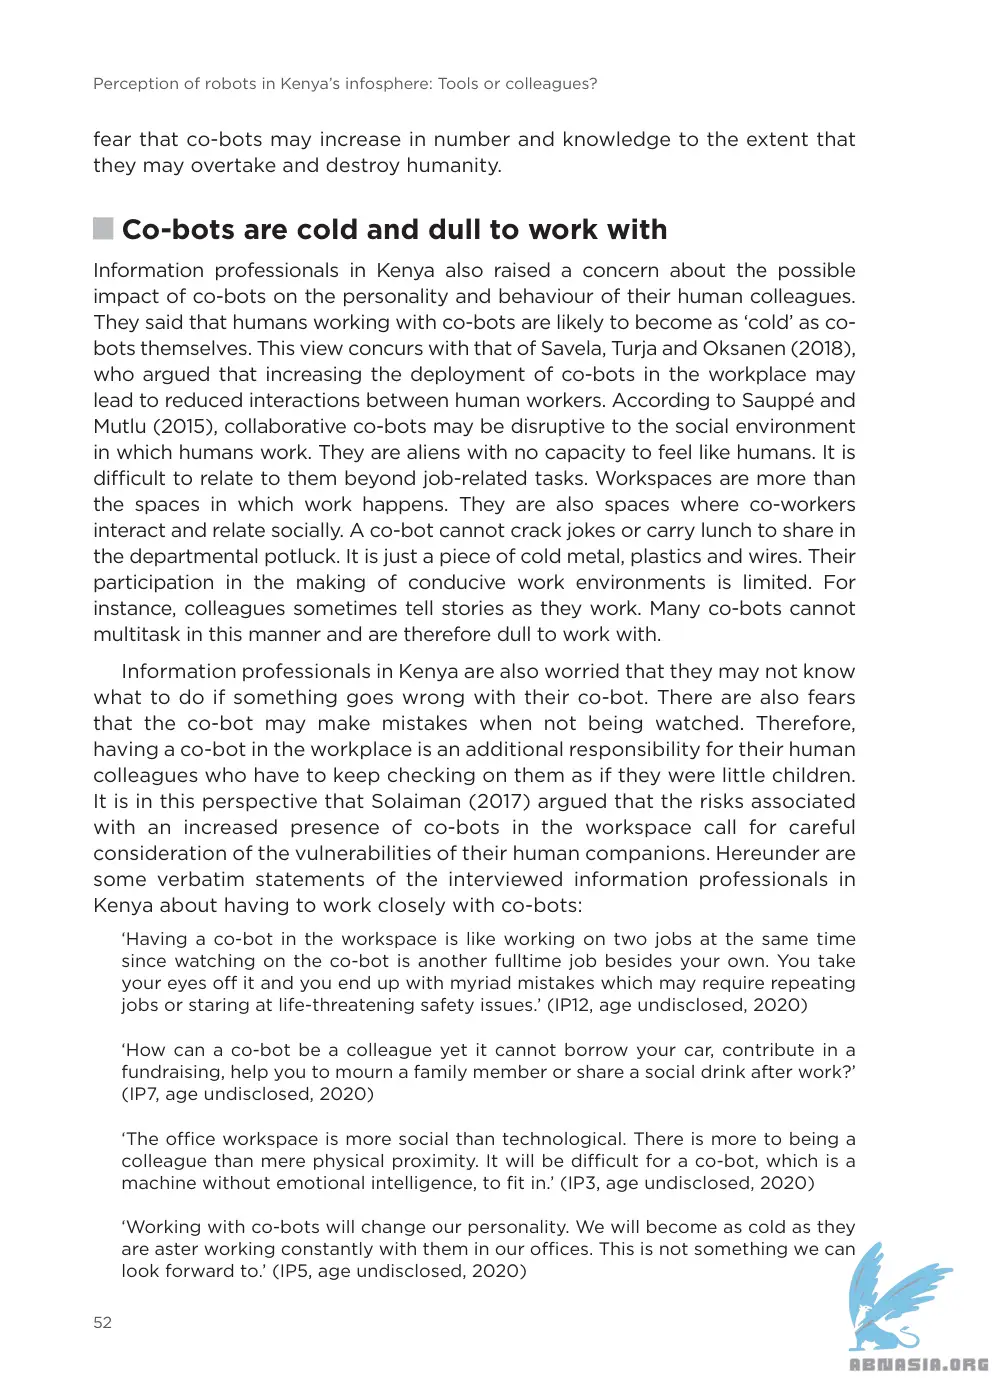 Perception of robots in Kenya’s infosphere: Tools or colleagues?
fear that co-bots may increase in number and knowledge to the extent that
they may overtake and destroy humanity.
Co-bots are cold and dull to work with
Information professionals in Kenya also raised a concern about the possible
impact of co-bots on the personality and behaviour of their human colleagues.
They said that humans working with co-bots are likely to become as ‘cold’ as co-
bots themselves. This view concurs with that of Savela, Turja and Oksanen (2018),
who argued that increasing the deployment of co-bots in the workplace may
lead to reduced interactions between human workers. According to Sauppé and
Mutlu (2015), collaborative co-bots may be disruptive to the social environment
in which humans work. They are aliens with no capacity to feel like humans. It is
difficult to relate to them beyond job-related tasks. Workspaces are more than
the spaces in which work happens. They are also spaces where co-workers
interact and relate socially. A co-bot cannot crack jokes or carry lunch to share in
the departmental potluck. It is just a piece of cold metal, plastics and wires. Their
participation in the making of conducive work environments is limited. For
instance, colleagues sometimes tell stories as they work. Many co-bots cannot
multitask in this manner and are therefore dull to work with.
Information professionals in Kenya are also worried that they may not know
what to do if something goes wrong with their co-bot. There are also fears
that the co-bot may make mistakes when not being watched. Therefore,
having a co-bot in the workplace is an additional responsibility for their human
colleagues who have to keep checking on them as if they were little children.
It is in this perspective that Solaiman (2017) argued that the risks associated
with an increased presence of co-bots in the workspace call for careful
consideration of the vulnerabilities of their human companions. Hereunder are
some verbatim statements of the interviewed information professionals in
Kenya about having to work closely with co-bots:
‘Having a co-bot in the workspace is like working on two jobs at the same time
since watching on the co-bot is another fulltime job besides your own. You take
your eyes off it and you end up with myriad mistakes which may require repeating
jobs or staring at life-threatening safety issues.’ (IP12, age undisclosed, 2020)
‘How can a co-bot be a colleague yet it cannot borrow your car, contribute in a
fundraising, help you to mourn a family member or share a social drink after work?’
(IP7, age undisclosed, 2020)
‘The office workspace is more social than technological. There is more to being a
colleague than mere physical proximity. It will be difficult for a co-bot, which is a
machine without emotional intelligence, to fit in.’ (IP3, age undisclosed, 2020)
‘Working with co-bots will change our personality. We will become as cold as they
are aster working constantly with them in our offices. This is not something we can
look forward to.’ (IP5, age undisclosed, 2020)
52
ABNASIA.ORG